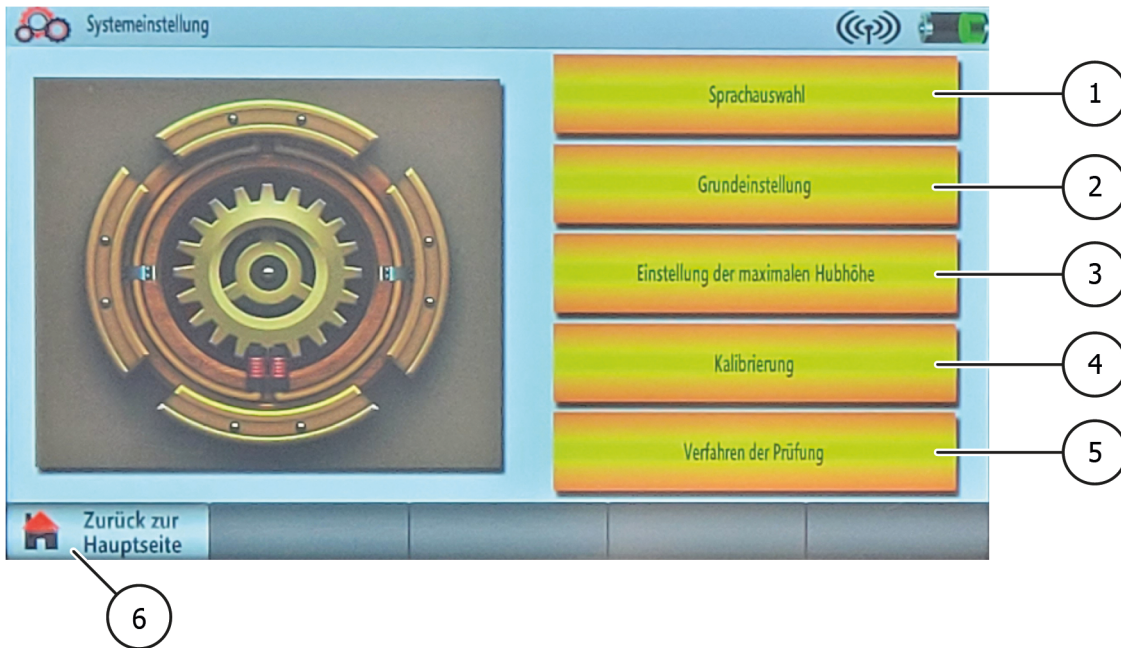 Systemeinstellung
Sprachauswahl
1
Grundeinstellung
2
Einstellung der maximalen Hubhöhe
3
Kalibrierung
4
Verfahren der Prüfung
5
Zurück zur
Hauptseite
6